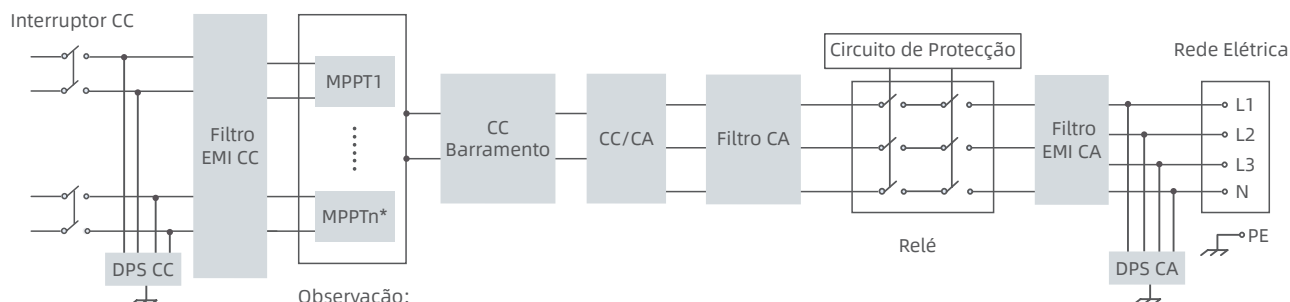 Interruptor CC
Filtro
EMI CC
DPS CC
MPPT1
MPPTn*
Observação:
CC
Barramento
CC/CA
Filtro CA
Circuito de Protecção
Relé
Filtro
EMI CA
Rede Elétrica
L1
L2
L3
N
PE
DPS CA